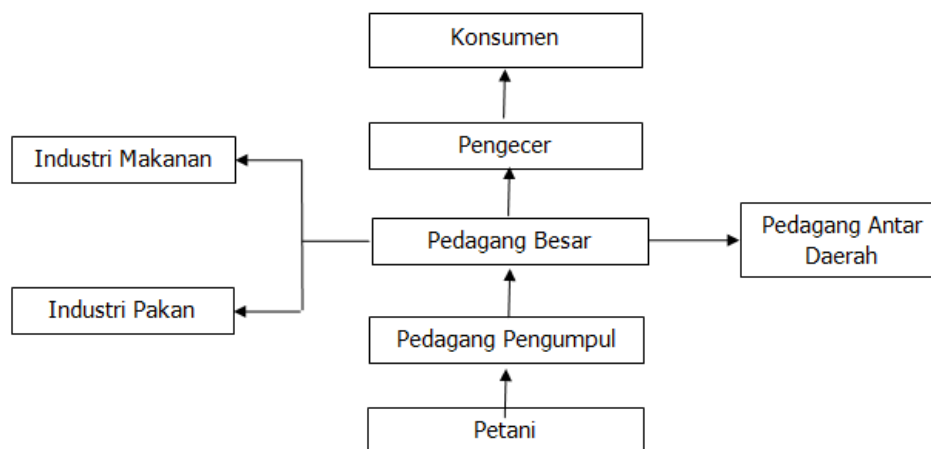 Konsumen
Pengecer
Industri Makanan
Pedagang Besar
Pedagang Antar
Daerah
Industri Pakan
Pedagang Pengumpul
Petani